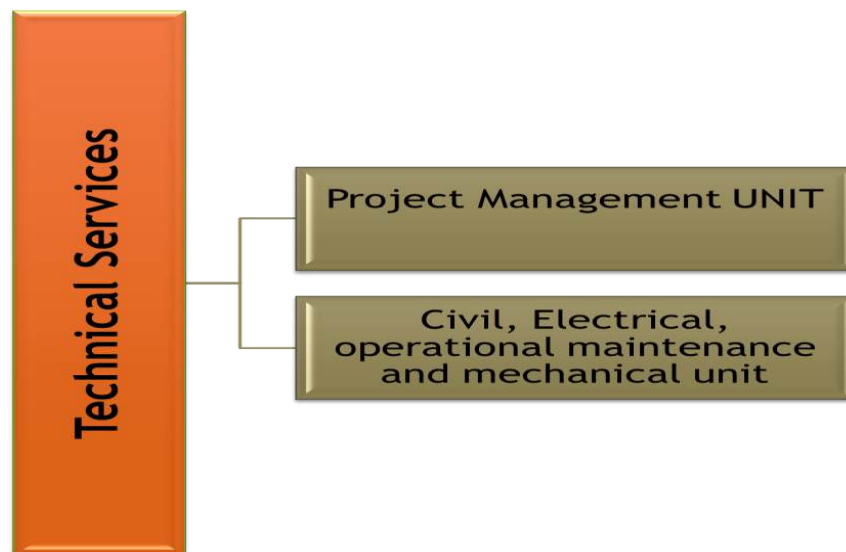 Technical Services
Project Management UNIT
Civil, Electrical,
operational maintenance
and mechanical unit